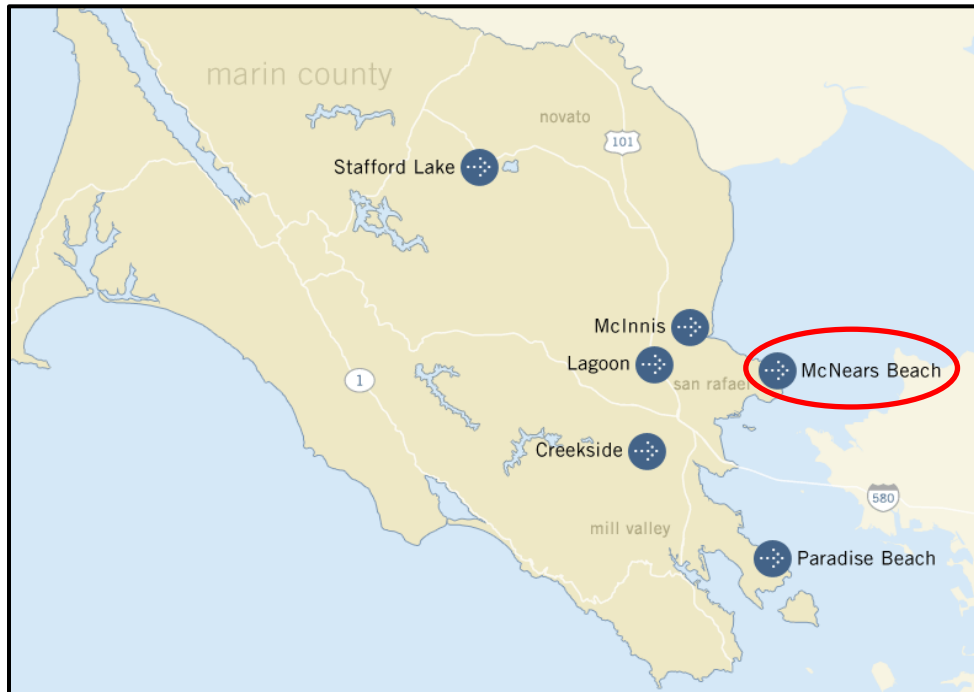 marin county
novato
101
Stafford Lake
McInnis
Lagoon
McNears Beach
1
san rafael
Creekside
580
mill valley
Paradise Beach